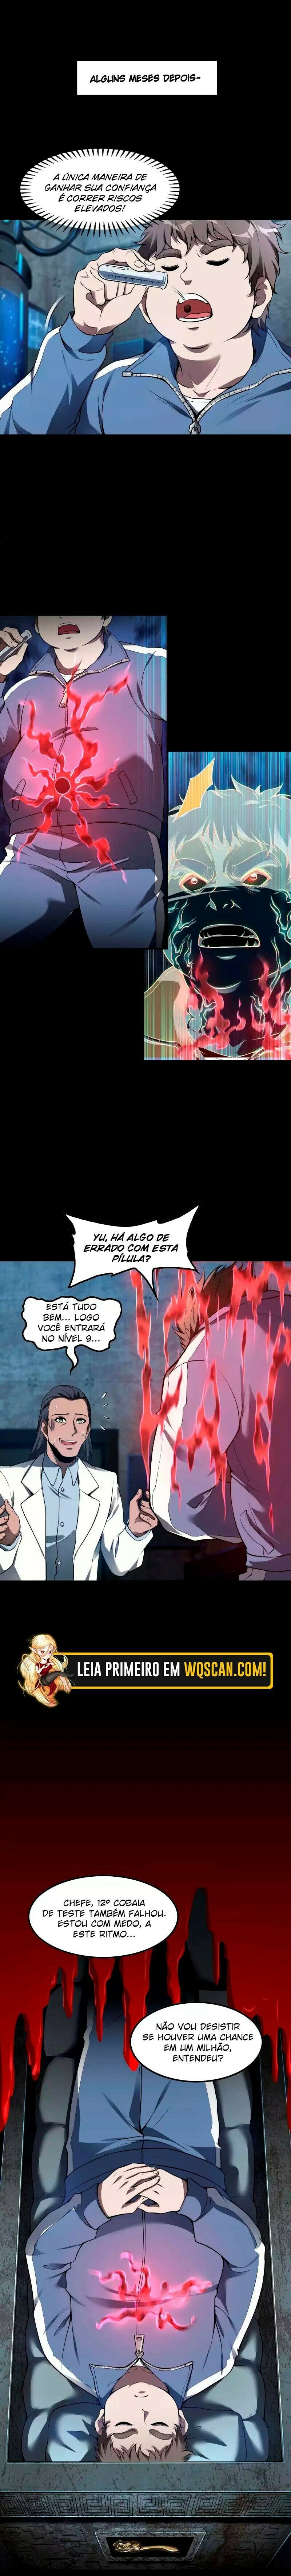 ALGUNS MESES DEPOIS-
A ÚNICA MANEIRA DE
GANHAR SUA CONFIANÇA
É CORRER RISCOS
ELEVADOS!
YU, HÁ ALGO DE
ERRADO COM ESTA
PÍLULA?
ESTÁ TUDO
BEM... LOGO
VOCÊ ENTRARÁ
NO NÍVEL 9...
LEIA PRIMEIRO EM WQSCAN.COM!
CHEFE, 12º COBAIA
DE TESTE TAMBÉM FALHOU.
ESTOU COM MEDO, A
ESTE RITMO...
NÃO VOU DESISTIR
SE HOUVER UMA CHANCE
EM UM MILHÃO,
ENTENDEU?